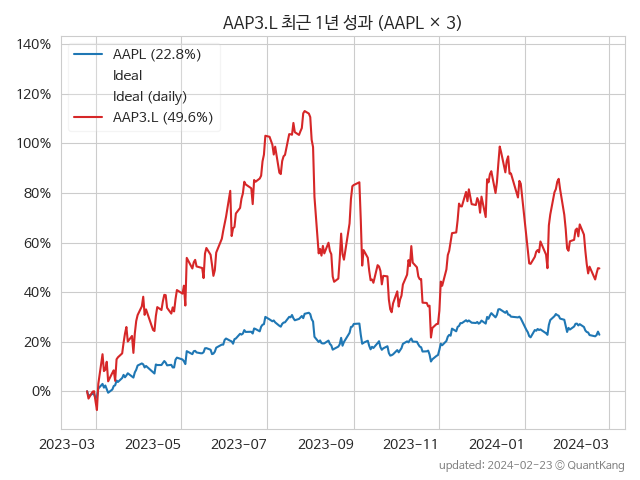 AAP3.L 최근 1년 성과 (AAPL × 3)
140%
120%
100%
80%
60%
40%
20%
0%
AAPL (22.8%)
Ideal
Ideal (daily)
AAP3.L (49.6%)
2023−03
2023−05
2023−07
2023−09
2023−11
2024−01
2024−03
updated: 2024−02−23 © QuantKang